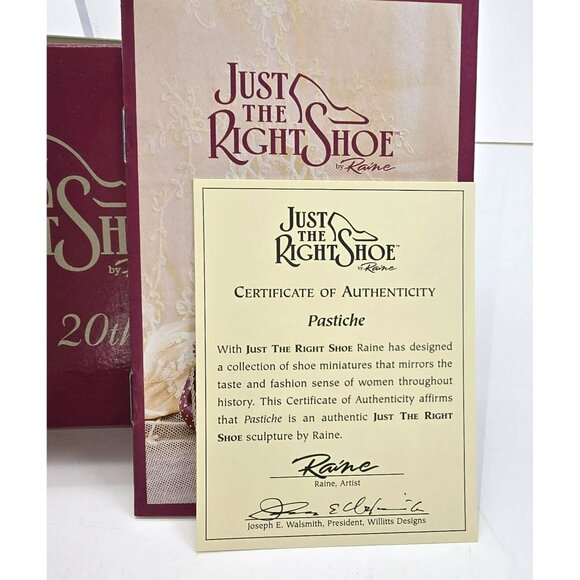 JUST
THE
RIGHT SHOE™
by Raine
20th
by
JUST
THE
RIGHT SHOE™
by Raine
CERTIFICATE OF AUTHENTICITY
Pastiche
With JUST THE RIGHT SHOE Raine has designed
a collection of shoe miniatures that mirrors the
taste and fashion sense of women throughout
history. This Certificate of Authenticity affirms
that Pastiche is an authentic JUST THE RIGHT
SHOE sculpture by Raine.
Raine
Raine, Artist
Joseph E. Walsmith, President, Willitts Designs